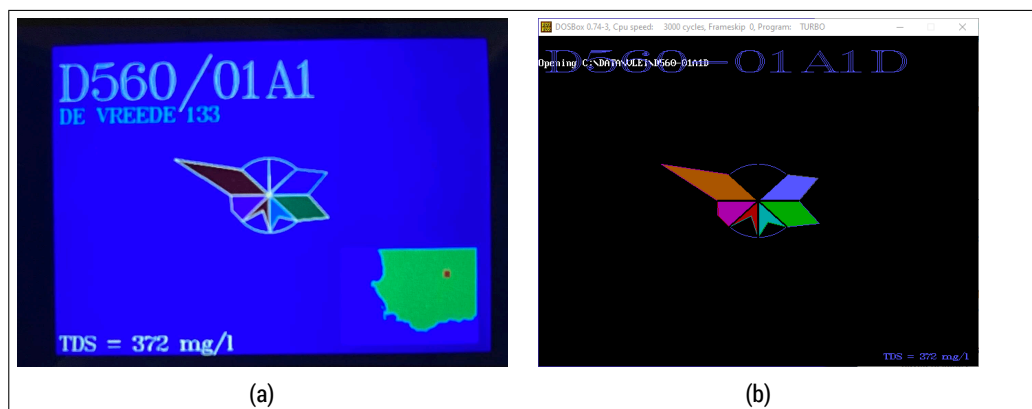 D560/01A1
DE VREEDE 133
TDS = 372 mg/l
(a)
DOSBox 0.74-3, Cpu speed: 3000 cycles, Frameskip 0, Program: TURBO
D560-01A1D
Opening C:\DATA\VLEI\D560-01A1D
TDS = 372 mg/l
(b)